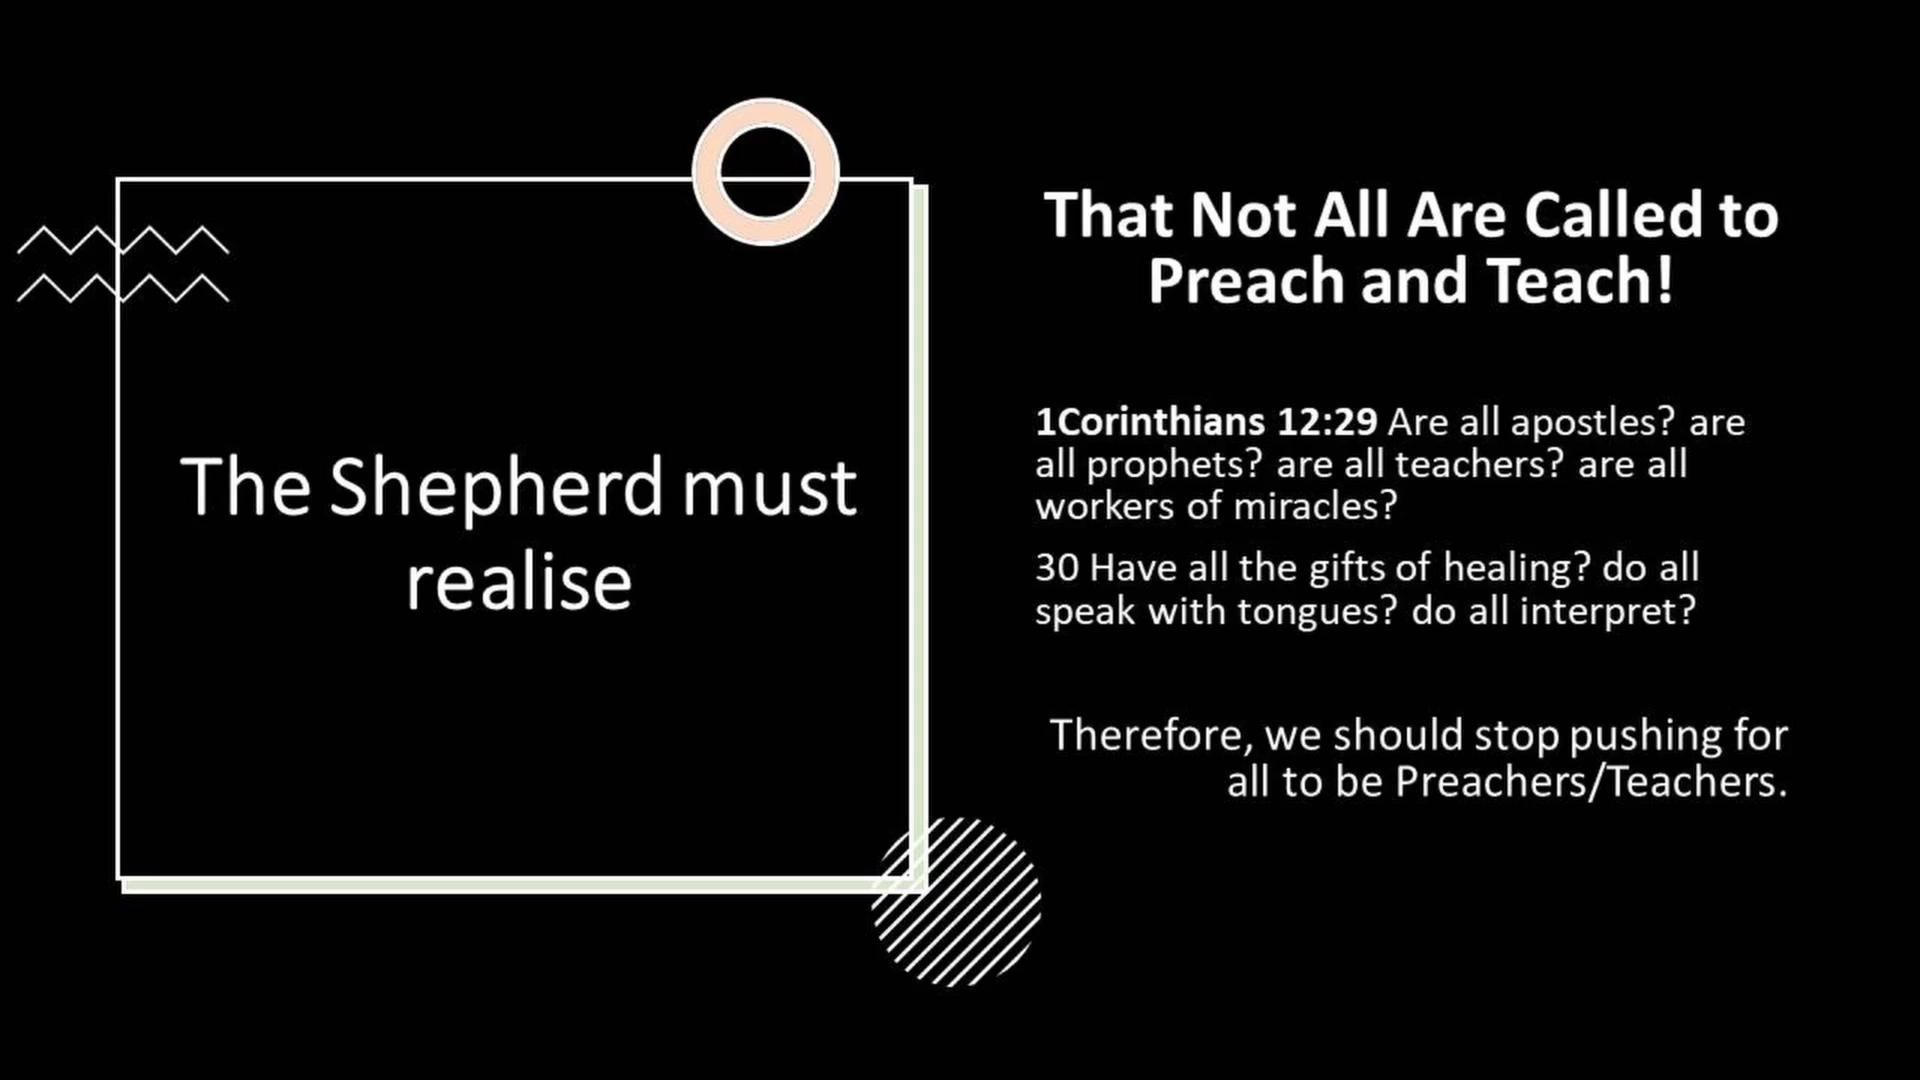 The Shepherd must
realise
That Not All Are Called to
Preach and Teach!
1Corinthians 12:29 Are all apostles? are
all prophets? are all teachers? are all
workers of miracles?
30 Have all the gifts of healing? do all
speak with tongues? do all interpret?
Therefore, we should stop pushing for
all to be Preachers/Teachers.